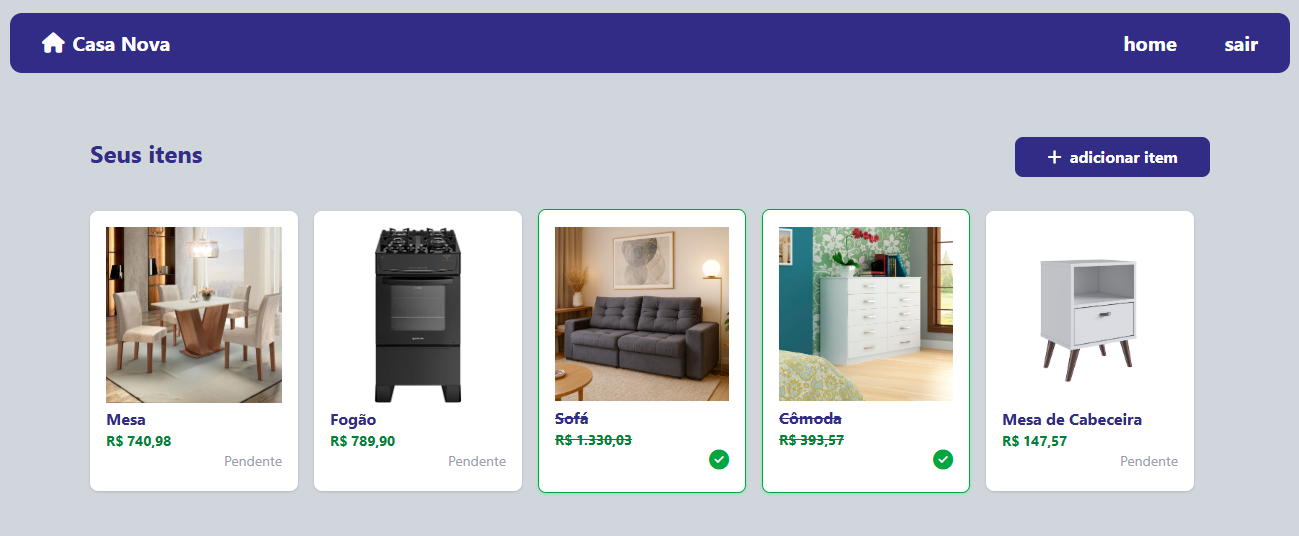 Casa Nova
home
sair
Seus itens
adicionar item
Mesa
R$ 740,98
Pendente
Fogão
R$ 789,90
Pendente
Sofá
R$ 1.330,03
Cômoda
R$ 393,57
Mesa de Cabeceira
R$ 147,57
Pendente